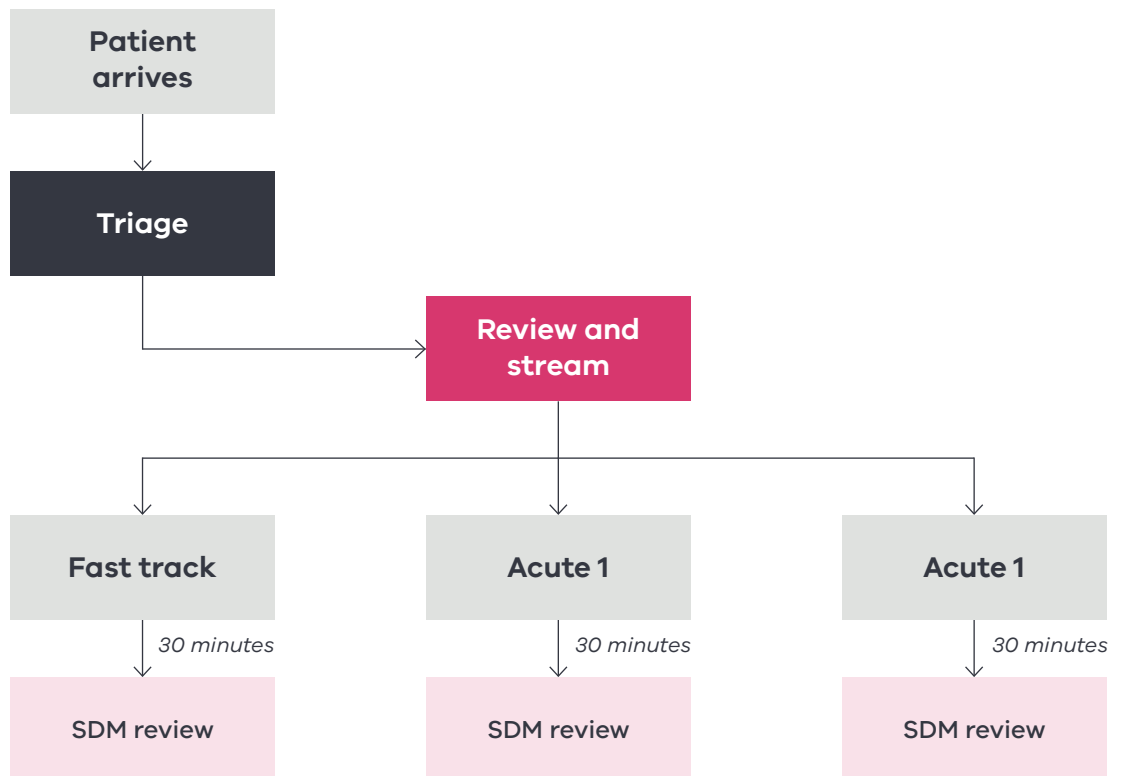 Patient
arrives
Triage
Review and
stream
Fast track
Acute 1
Acute 1
30 minutes
30 minutes
30 minutes
SDM review
SDM review
SDM review